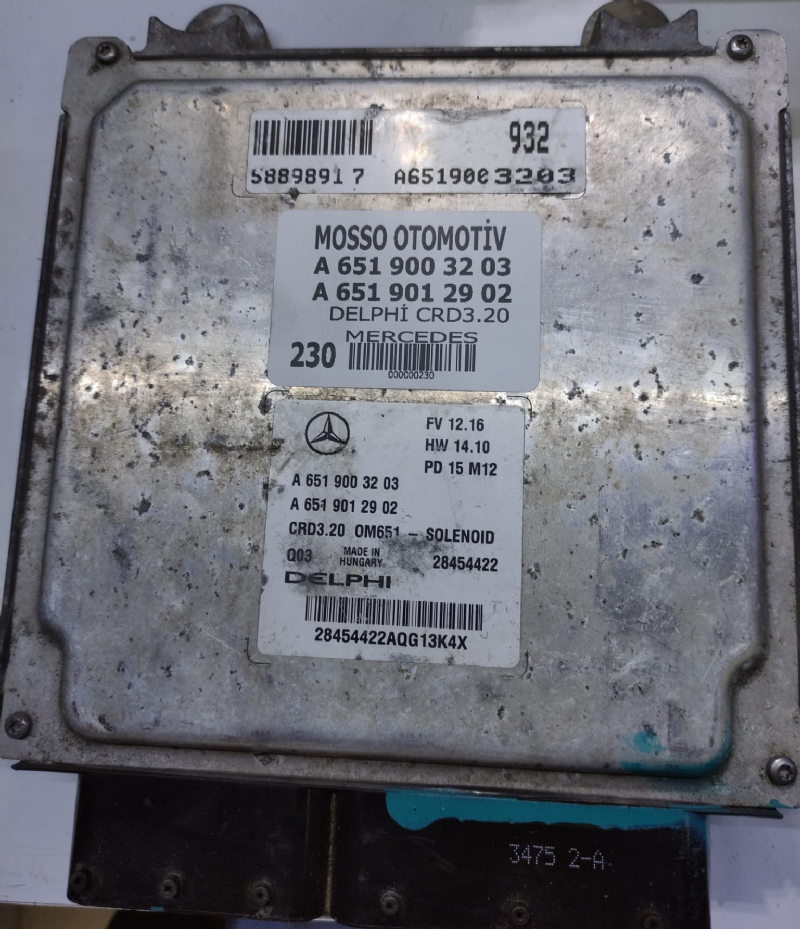 932
58898917 A6519003203
MOSSO OTOMOTİV
A 651 900 32 03
A 651 901 29 02
DELPHİ CRD3.20
MERCEDES
230
000000230
FV 12.16
HW 14.10
PD 15 M12
A 651 900 32 03
A 651 901 29 02
CRD3.20 OM651 - SOLENOID
Q03 MADE IN HUNGARY 28454422
DELPHI
28454422AQG13K4X
3475 2-A